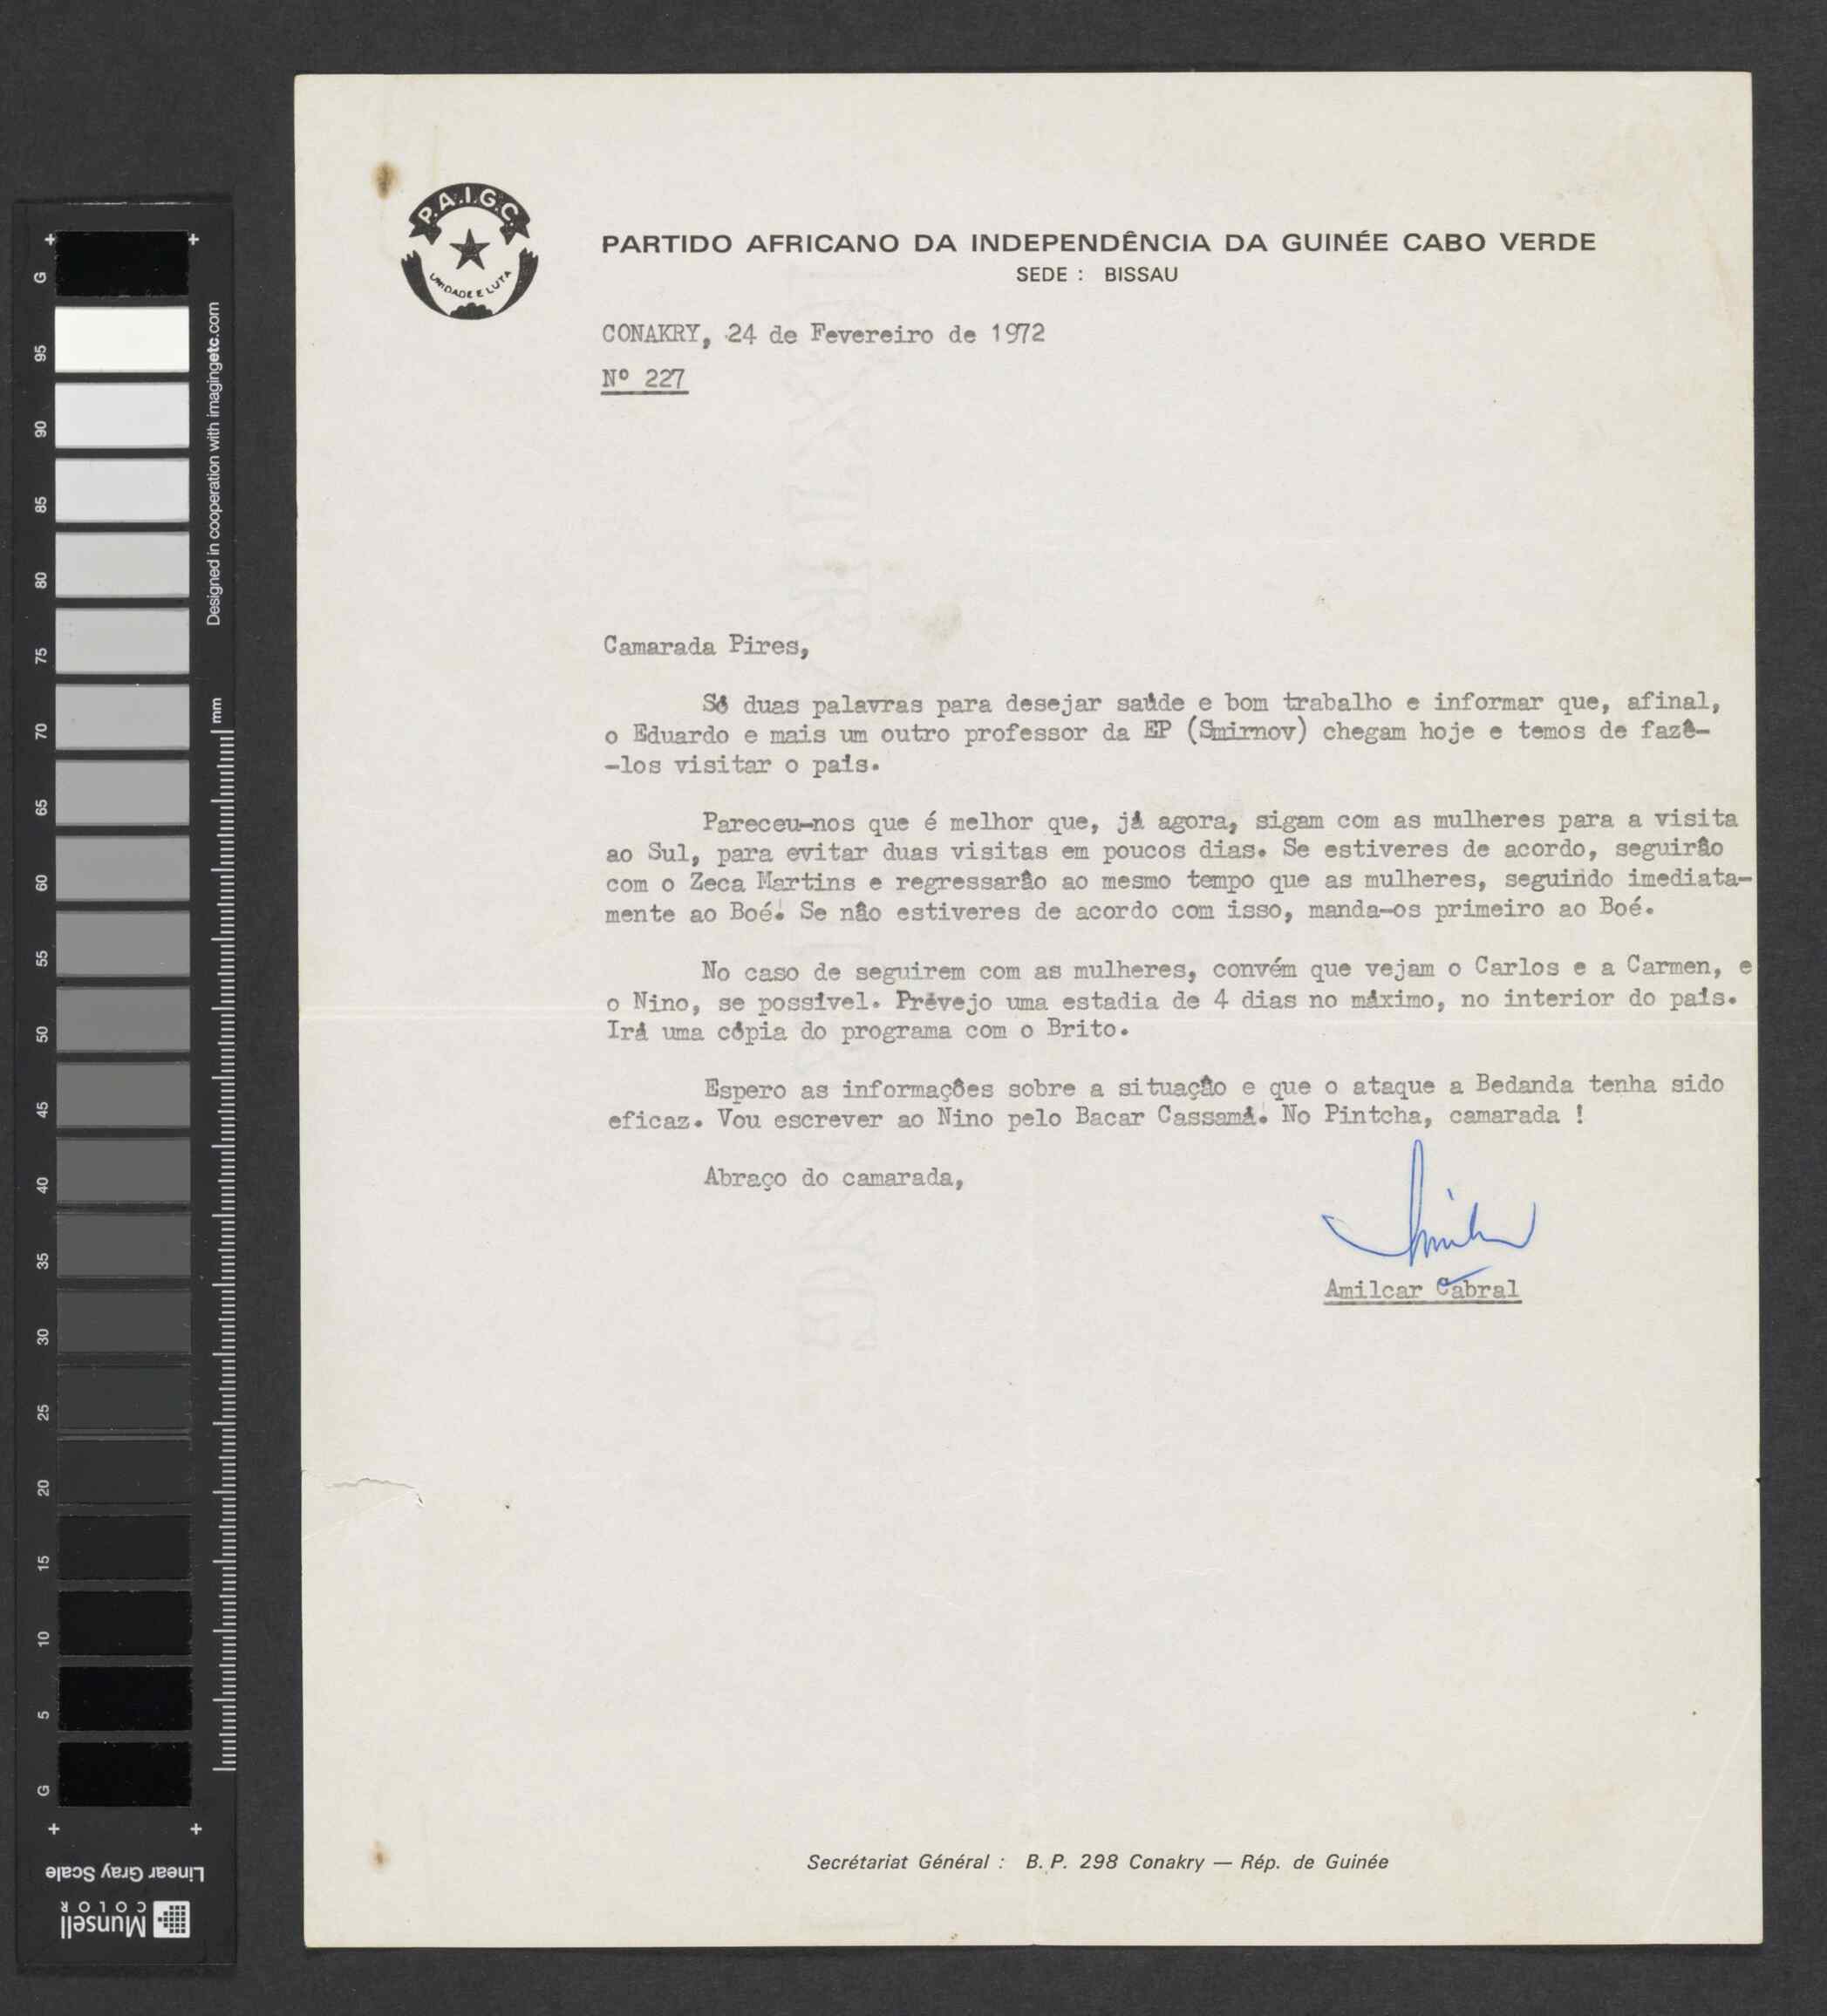 P.A.I.G.C.
UNIDADE E LUTA
PARTIDO AFRICANO DA INDEPENDÊNCIA DA GUINÉE CABO VERDE
SEDE : BISSAU
CONAKRY, 24 de Fevereiro de 1972
Nº 227
Camarada Pires,
Só duas palavras para desejar saúde e bom trabalho e informar que, afinal,
o Eduardo e mais um outro professor da EP (Smirnov) chegam hoje e temos de fazê-
-los visitar o país.
Pareceu-nos que é melhor que, já agora, sigam com as mulheres para a visita
ao Sul, para evitar duas visitas em poucos dias. Se estiveres de acordo, seguirão
com o Zeca Martins e regressarão ao mesmo tempo que as mulheres, seguindo imediata-
mente ao Boé. Se não estiveres de acordo com isso, manda-os primeiro ao Boé.
No caso de seguirem com as mulheres, convém que vejam o Carlos e a Carmen, e
o Nino, se possível. Prevejo uma estadia de 4 dias no máximo, no interior do país.
Irá uma cópia do programa com o Brito.
Espero as informações sobre a situação e que o ataque a Bedanda tenha sido
eficaz. Vou escrever ao Nino pelo Bacar Cassamá. No Pintcha, camarada !
Abraço do camarada,
Amilcar Cabral
Secrétariat Général : B. P. 298 Conakry — Rép. de Guinée
G 95 90 85 80 75 70 65 60 55 50 45 40 35 30 25 20 15 10 5 G
Designed in cooperation with imagingetc.com
mm
Linear Gray Scale
Munsell
COLOR